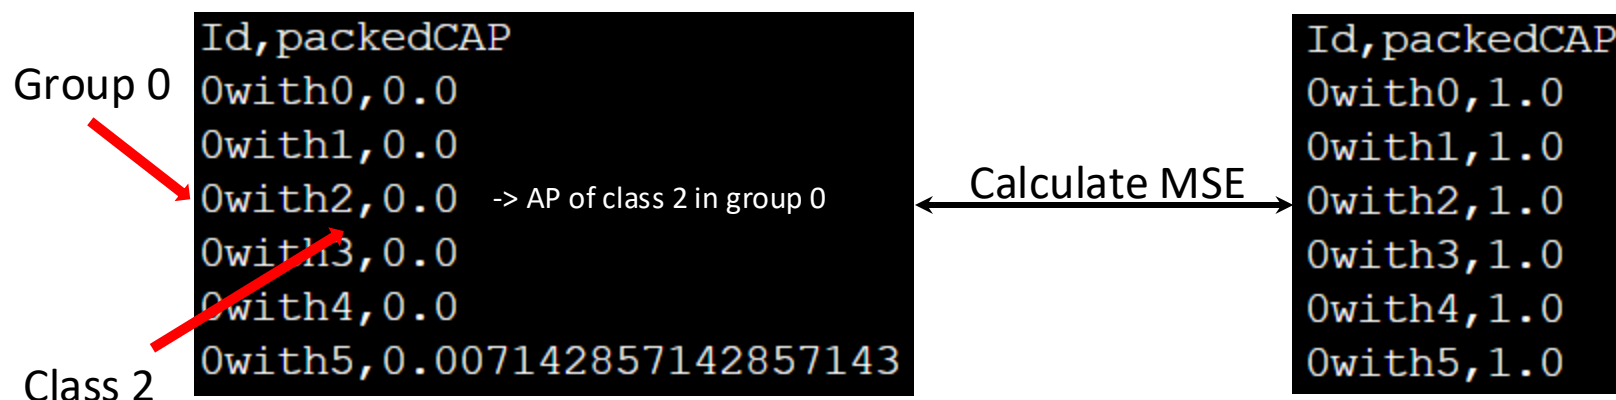 Group 0
Class 2
Id,packedCAP
0with0,0.0
0with1,0.0
0with2,0.0 -> AP of class 2 in group 0
0with3,0.0
0with4,0.0
0with5,0.007142857142857143
Calculate MSE
Id,packedCAP
0with0,1.0
0with1,1.0
0with2,1.0
0with3,1.0
0with4,1.0
0with5,1.0